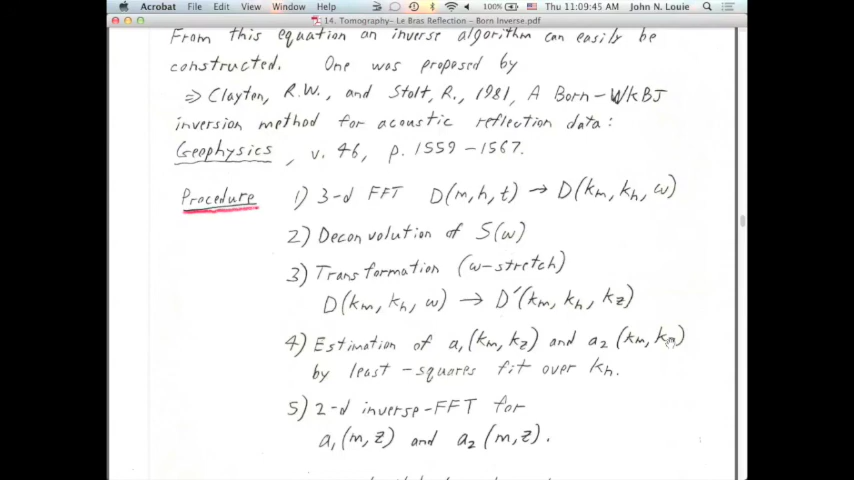 Acrobat File Edit View Window Help 100% Thu 11:09:45 AM John N. Louie
14. Tomography- Le Bras Reflection - Born Inverse.pdf
From this equation an inverse algorithm can easily be
constructed. One was proposed by
⇒ Clayton, R.W., and Stolt, R., 1981, A Born-WKBJ
inversion method for acoustic reflection data:
Geophysics, v. 46, p. 1559-1567.
Procedure 1) 3-d FFT D(m, h, t) → D(km, kh, ω)
2) Deconvolution of S(ω)
3) Transformation (ω-stretch)
D(km, kh, ω) → D′(km, kh, kz)
4) Estimation of a₁(km, kz) and a₂(km, )
by least-squares fit over kh.
5) 2-d inverse-FFT for
a₁(m, z) and a₂(m, z).